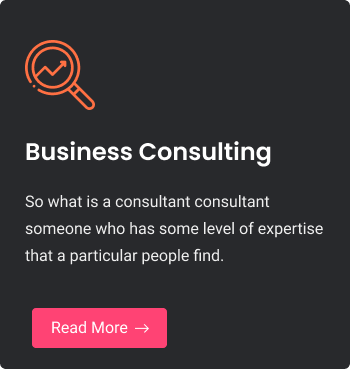 Business Consulting
So what is a consultant consultant
someone who has some level of expertise
that a particular people find.
Read More →